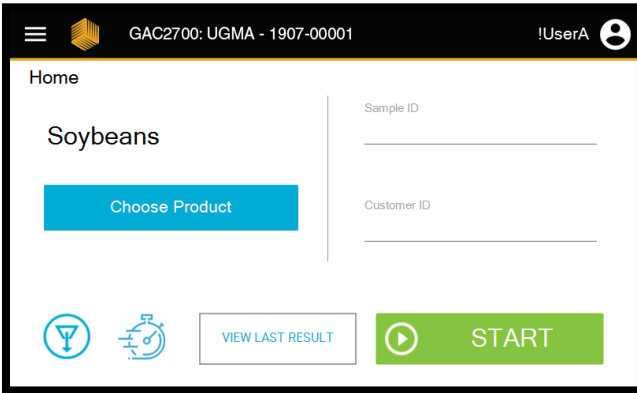 GAC2700: UGMA - 1907-00001
!UserA
Home
Soybeans
Choose Product
Sample ID
Customer ID
VIEW LAST RESULT
START